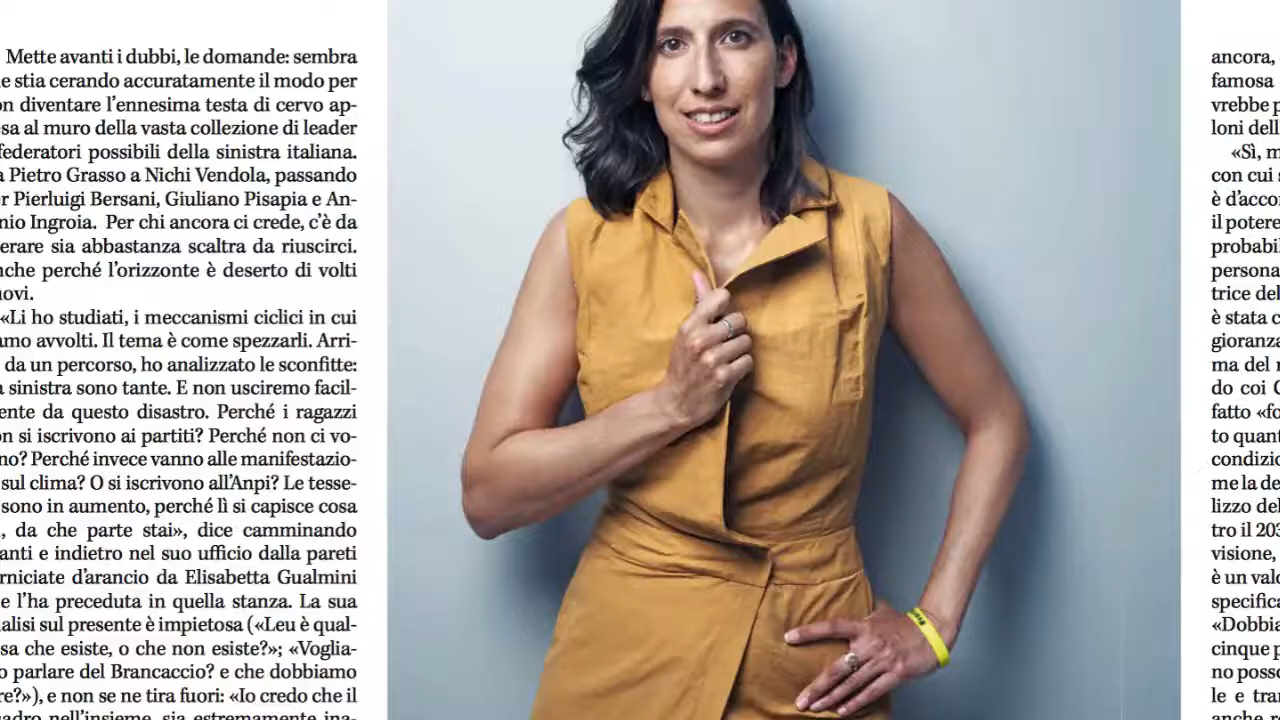 Mette avanti i dubbi, le domande: sembra
e stia cerando accuratamente il modo per
on diventare l'ennesima testa di cervo ap-
esa al muro della vasta collezione di leader
federatori possibili della sinistra italiana.
a Pietro Grasso a Nichi Vendola, passando
er Pierluigi Bersani, Giuliano Pisapia e An-
nio Ingroia. Per chi ancora ci crede, c'è da
erare sia abbastanza scaltra da riuscirci.
nche perché l'orizzonte è deserto di volti
uovi.
«Li ho studiati, i meccanismi ciclici in cui
amo avvolti. Il tema è come spezzarli. Arri-
da un percorso, ho analizzato le sconfitte:
a sinistra sono tante. E non usciremo facil-
ente da questo disastro. Perché i ragazzi
on si iscrivono ai partiti? Perché non ci vo-
no? Perché invece vanno alle manifestazio-
sul clima? O si iscrivono all'Anpi? Le tesse-
sono in aumento, perché lì si capisce cosa
, da che parte stai», dice camminando
anti e indietro nel suo ufficio dalla pareti
rniciate d'arancio da Elisabetta Gualmini
e l'ha preceduta in quella stanza. La sua
alisi sul presente è impietosa («Leu è qual-
sa che esiste, o che non esiste?»; «Voglia-
o parlare del Brancaccio? e che dobbiamo
re?»), e non se ne tira fuori: «Io credo che il
uadro nell'insieme, sia estremamente ina-
ancora,
famosa
vrebbe p
loni dell
«Sì, m
con cui s
è d'accor
il potere
probabil
persona
trice del
è stata c
gioranza
ma del r
do coi C
fatto «fo
to quant
condizio
me la de
lizzo del
tro il 203
visione,
è un valo
specifica
«Dobbia
cinque p
no posso
le e tran
anche r